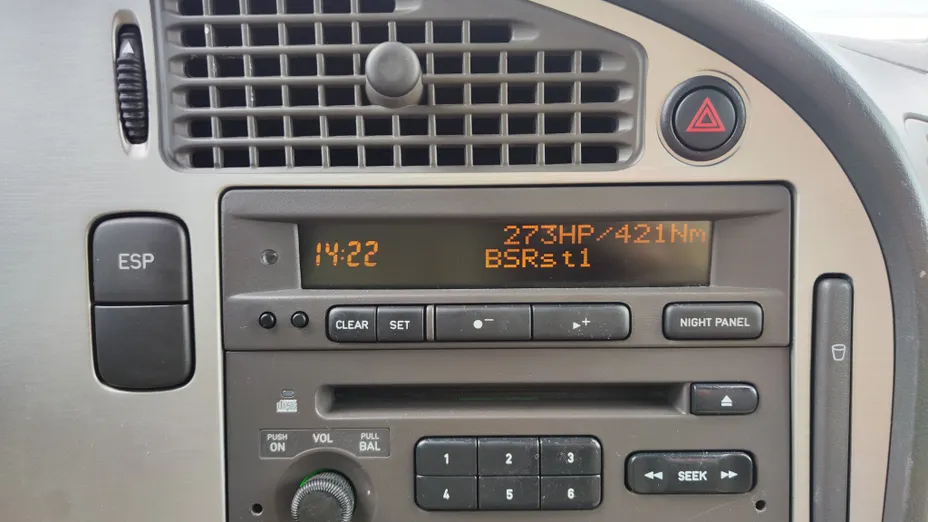 273HP/421Nm
14:22
BSRst1
ESP
CLEAR SET - + NIGHT PANEL
PUSH ON VOL PULL BAL
1 2 3
4 5 6
SEEK